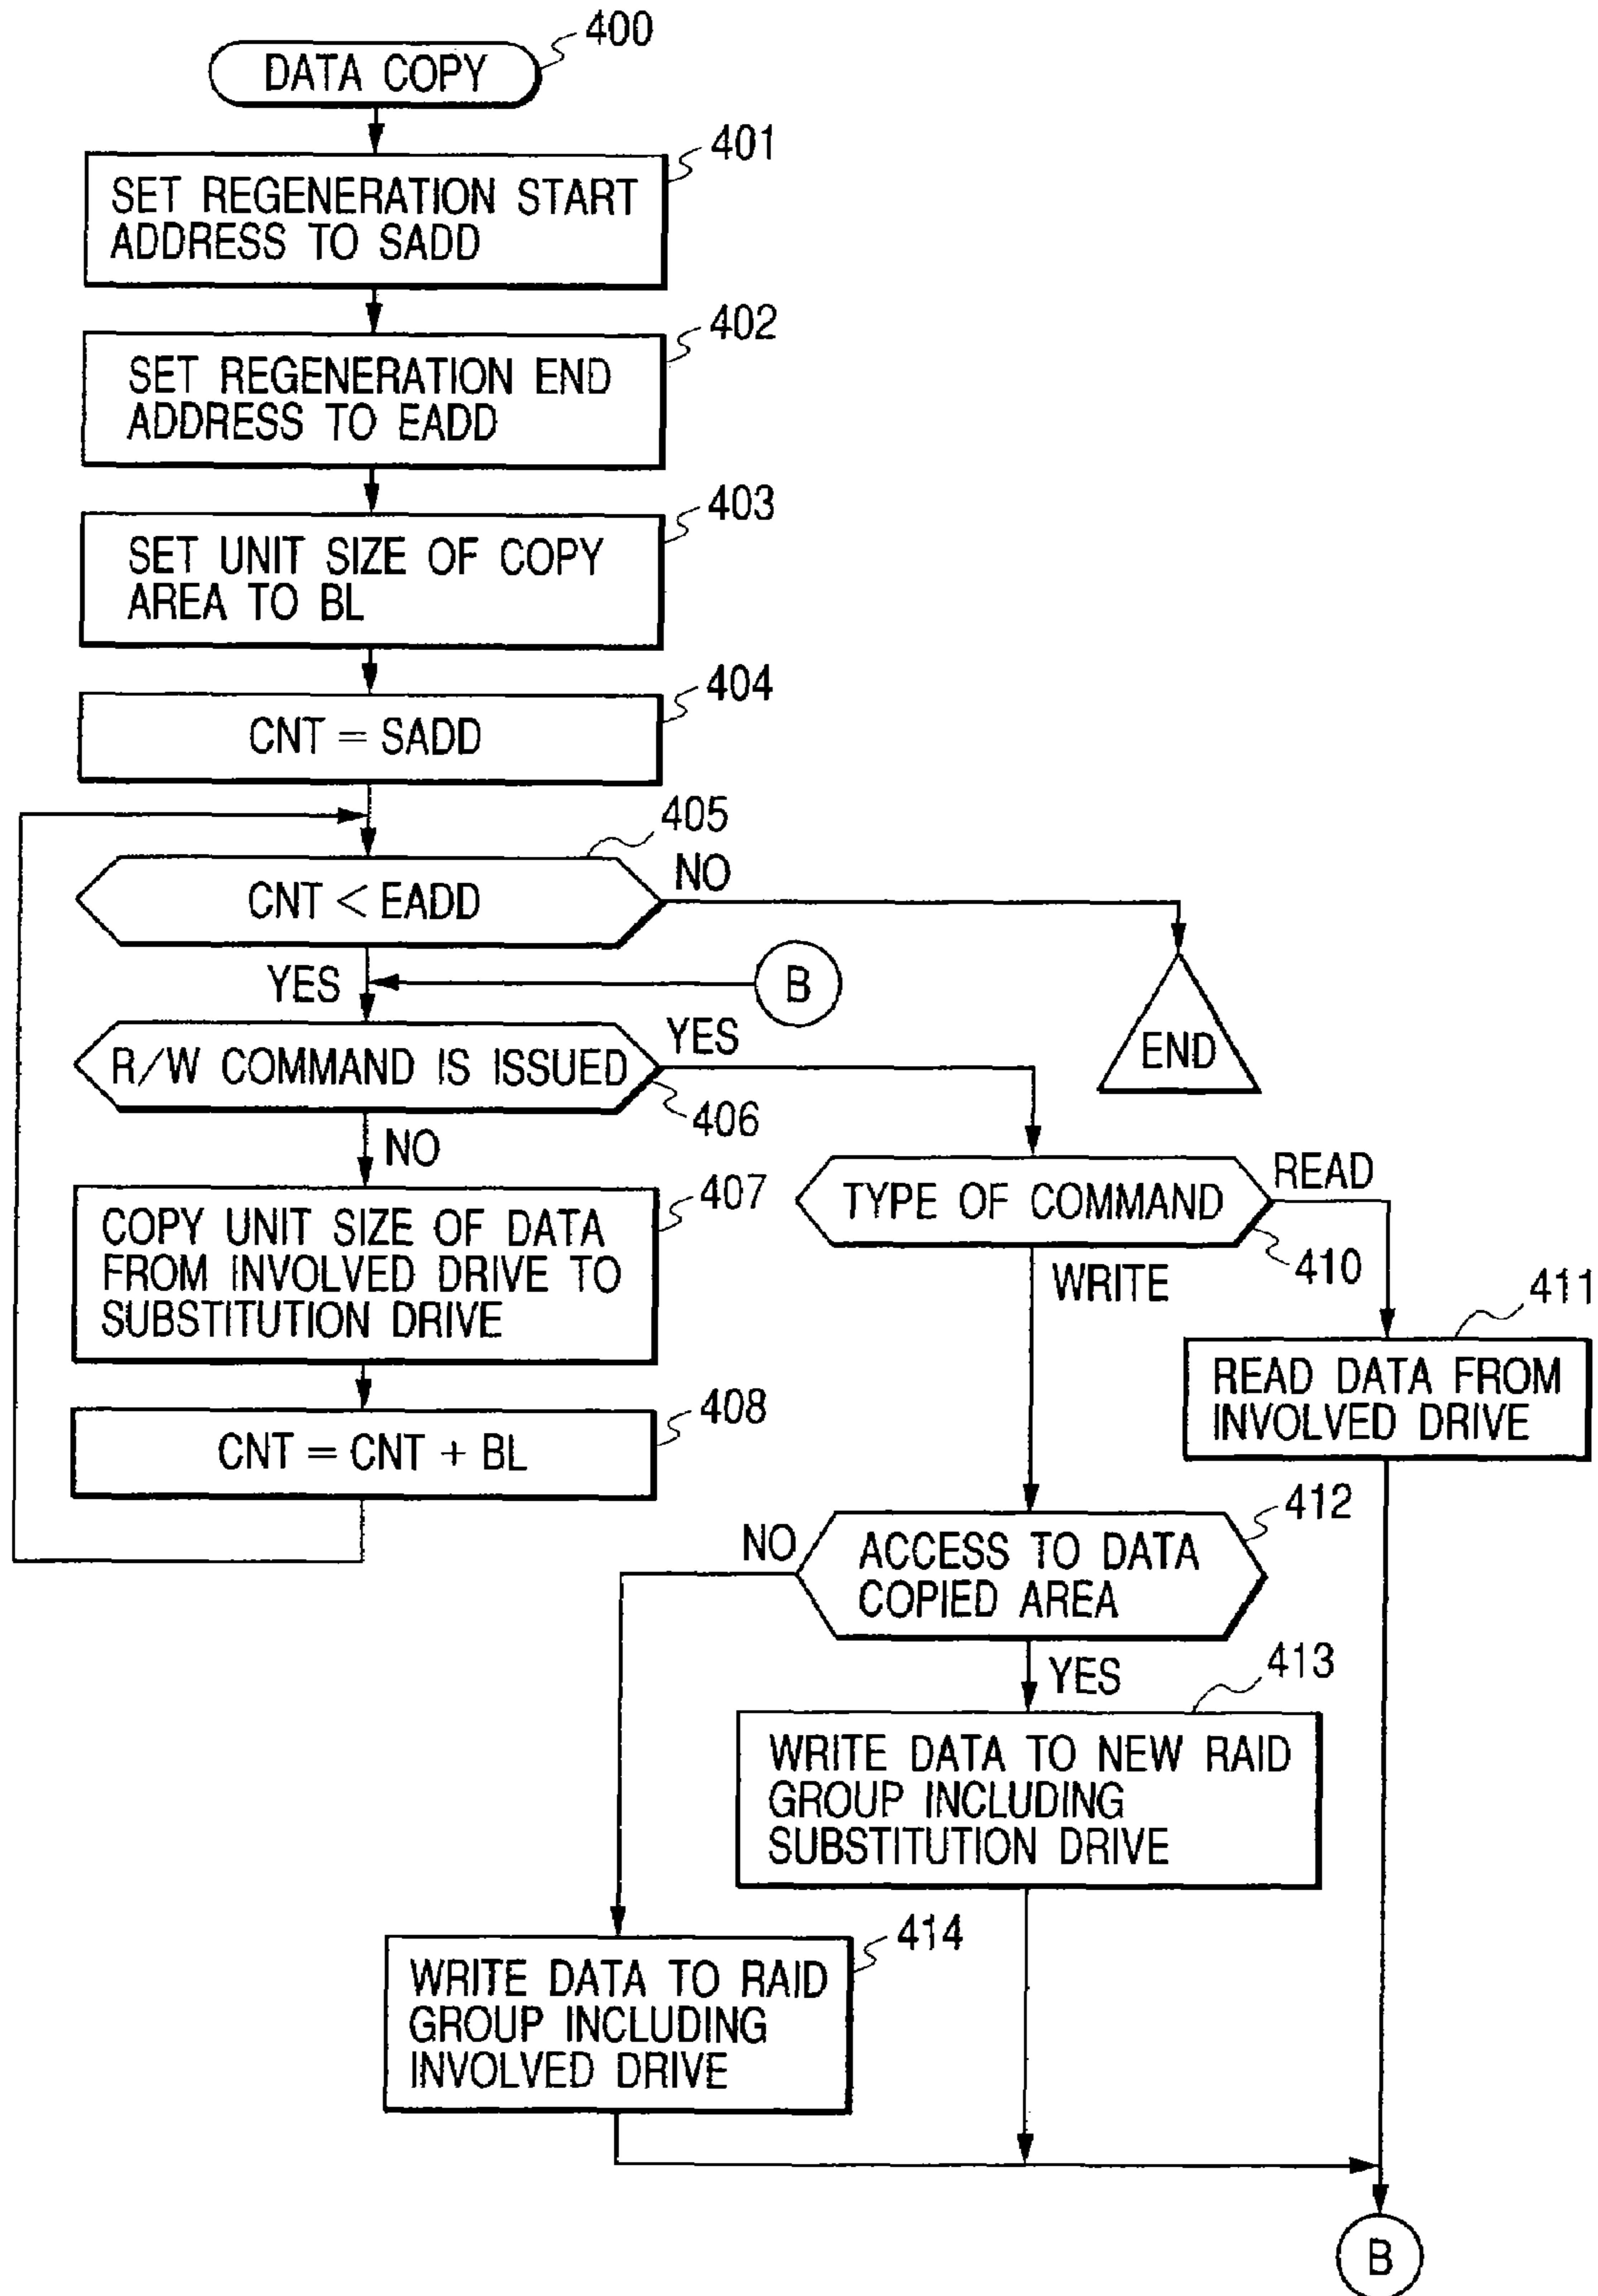 DATA COPY
400
401
SET REGENERATION START
ADDRESS TO SADD
402
SET REGENERATION END
ADDRESS TO EADD
403
SET UNIT SIZE OF COPY
AREA TO BL
404
CNT = SADD
405
CNT < EADD
NO
YES
B
END
R/W COMMAND IS ISSUED
YES
406
NO
407
COPY UNIT SIZE OF DATA
FROM INVOLVED DRIVE TO
SUBSTITUTION DRIVE
408
CNT = CNT + BL
TYPE OF COMMAND
READ
410
WRITE
411
READ DATA FROM
INVOLVED DRIVE
412
NO
ACCESS TO DATA
COPIED AREA
YES
413
WRITE DATA TO NEW RAID
GROUP INCLUDING
SUBSTITUTION DRIVE
414
WRITE DATA TO RAID
GROUP INCLUDING
INVOLVED DRIVE
B